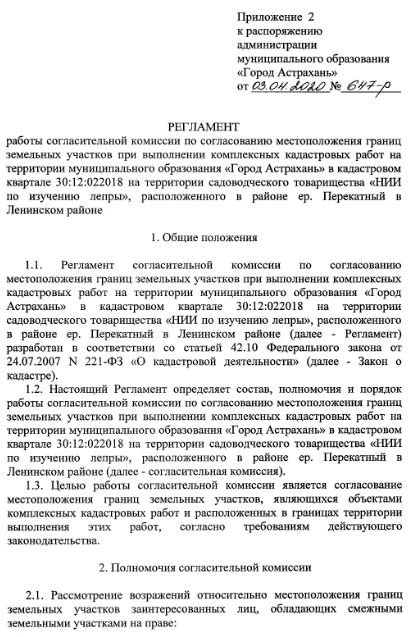 Приложение 2
к распоряжению
администрации
муниципального образования
«Город Астрахань»
от 03.04.2020 № 647-р
РЕГЛАМЕНТ
работы согласительной комиссии по согласованию местоположения границ
земельных участков при выполнении комплексных кадастровых работ на
территории муниципального образования «Город Астрахань» в кадастровом
квартале 30:12:022018 на территории садоводческого товарищества «НИИ
по изучению лепры», расположенного в районе ер. Перекатный в
Ленинском районе
1. Общие положения
1.1. Регламент согласительной комиссии по согласованию
местоположения границ земельных участков при выполнении комплексных
кадастровых работ на территории муниципального образования «Город
Астрахань» в кадастровом квартале 30:12:022018 на территории
садоводческого товарищества «НИИ по изучению лепры», расположенного
в районе ер. Перекатный в Ленинском районе (далее - Регламент)
разработан в соответствии со статьей 42.10 Федерального закона от
24.07.2007 N 221-ФЗ «О кадастровой деятельности» (далее - Закон о
кадастре).
1.2. Настоящий Регламент определяет состав, полномочия и порядок
работы согласительной комиссии по согласованию местоположения границ
земельных участков при выполнении комплексных кадастровых работ на
территории муниципального образования «Город Астрахань» в кадастровом
квартале 30:12:022018 на территории садоводческого товарищества «НИИ
по изучению лепры», расположенного в районе ер. Перекатный в
Ленинском районе (далее - согласительная комиссия).
1.3. Целью работы согласительной комиссии является согласование
местоположения границ земельных участков, являющихся объектами
комплексных кадастровых работ и расположенных в границах территории
выполнения этих работ, согласно требованиям действующего
законодательства.
2. Полномочия согласительной комиссии
2.1. Рассмотрение возражений относительно местоположения границ
земельных участков заинтересованных лиц, обладающих смежными
земельными участками на праве: